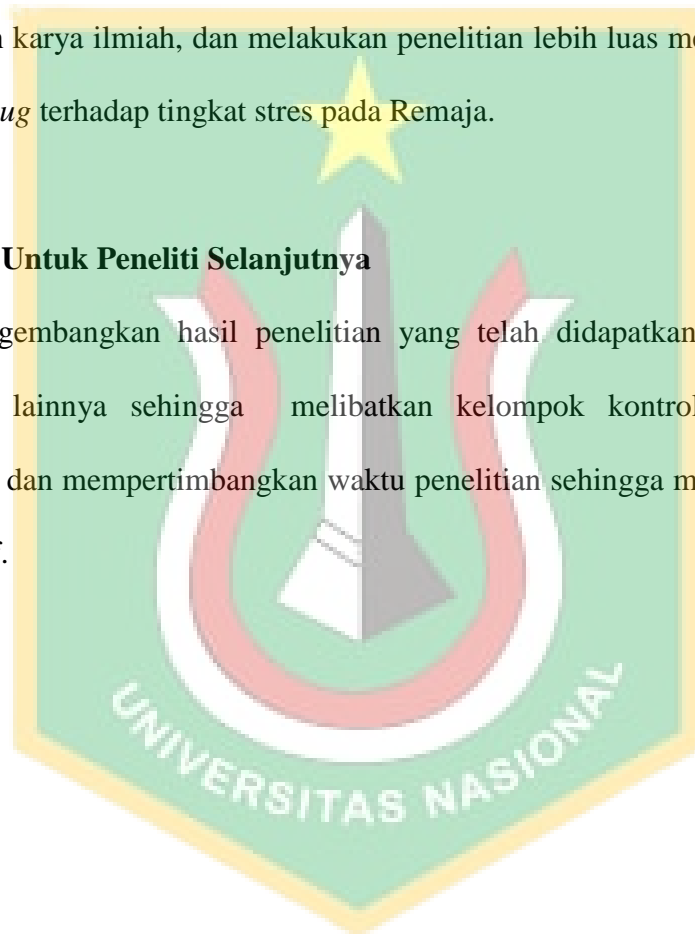 karya ilmiah, dan melakukan penelitian lebih luas
ug terhadap tingkat stres pada Remaja.
Untuk Peneliti Selanjutnya
gembangkan hasil penelitian yang telah didapatkan
lainnya sehingga melibatkan kelompok kontrol
dan mempertimbangkan waktu penelitian sehingga
UNIVERSITAS NASIONAL